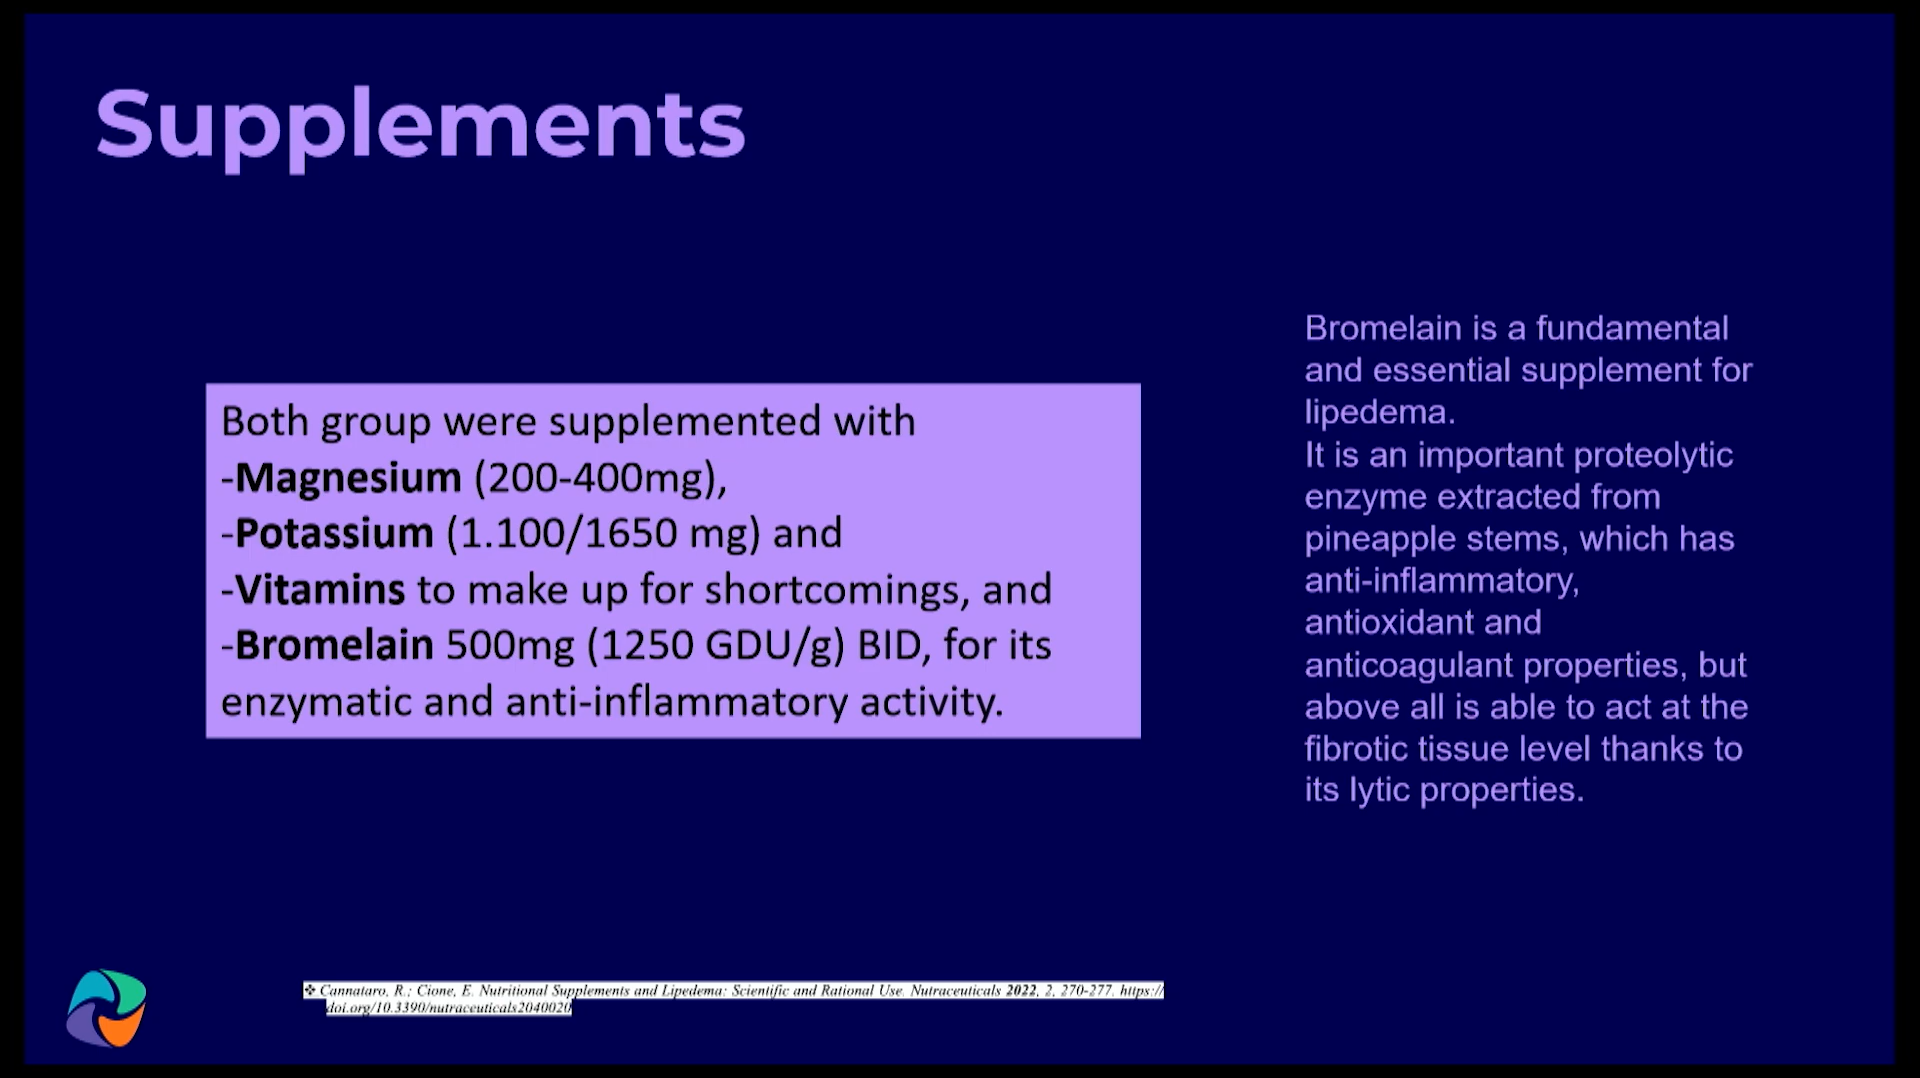 Supplements
Both group were supplemented with
-Magnesium (200-400mg),
-Potassium (1.100/1650 mg) and
-Vitamins to make up for shortcomings, and
-Bromelain 500mg (1250 GDU/g) BID, for its
enzymatic and anti-inflammatory activity.
Bromelain is a fundamental
and essential supplement for
lipedema.
It is an important proteolytic
enzyme extracted from
pineapple stems, which has
anti-inflammatory,
antioxidant and
anticoagulant properties, but
above all is able to act at the
fibrotic tissue level thanks to
its lytic properties.
❖ Cannataro, R.; Cione, E. Nutritional Supplements and Lipedema: Scientific and Rational Use. Nutraceuticals 2022, 2, 270-277. https://
doi.org/10.3390/nutraceuticals2040020